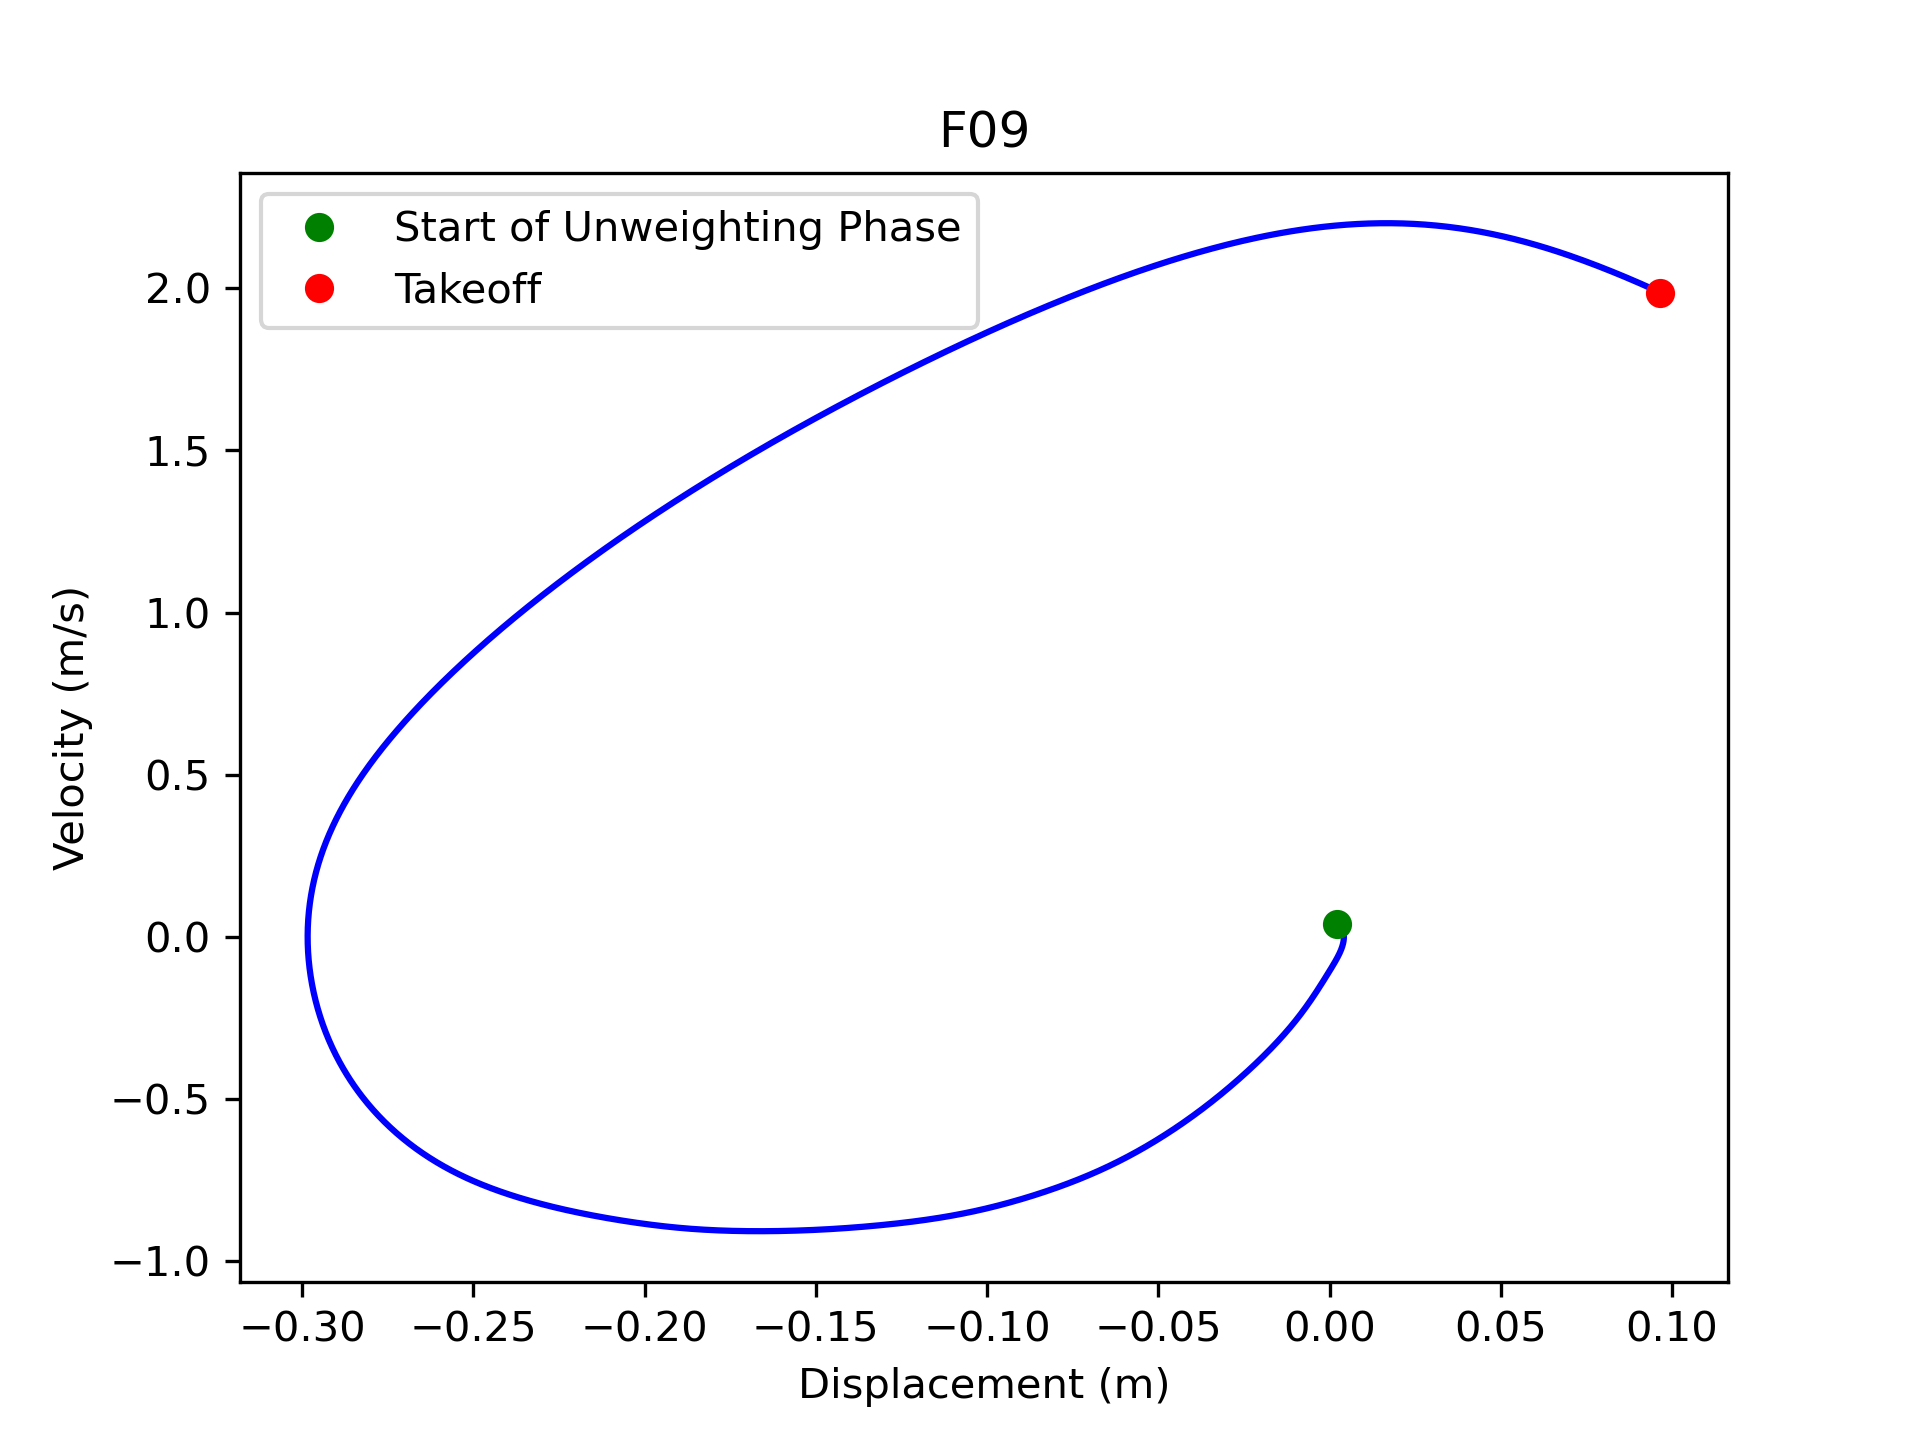 F09
Start of Unweighting Phase
Takeoff
2.0
1.5
1.0
0.5
0.0
−0.5
−1.0
Velocity (m/s)
−0.30 −0.25 −0.20 −0.15 −0.10 −0.05 0.00 0.05 0.10
Displacement (m)